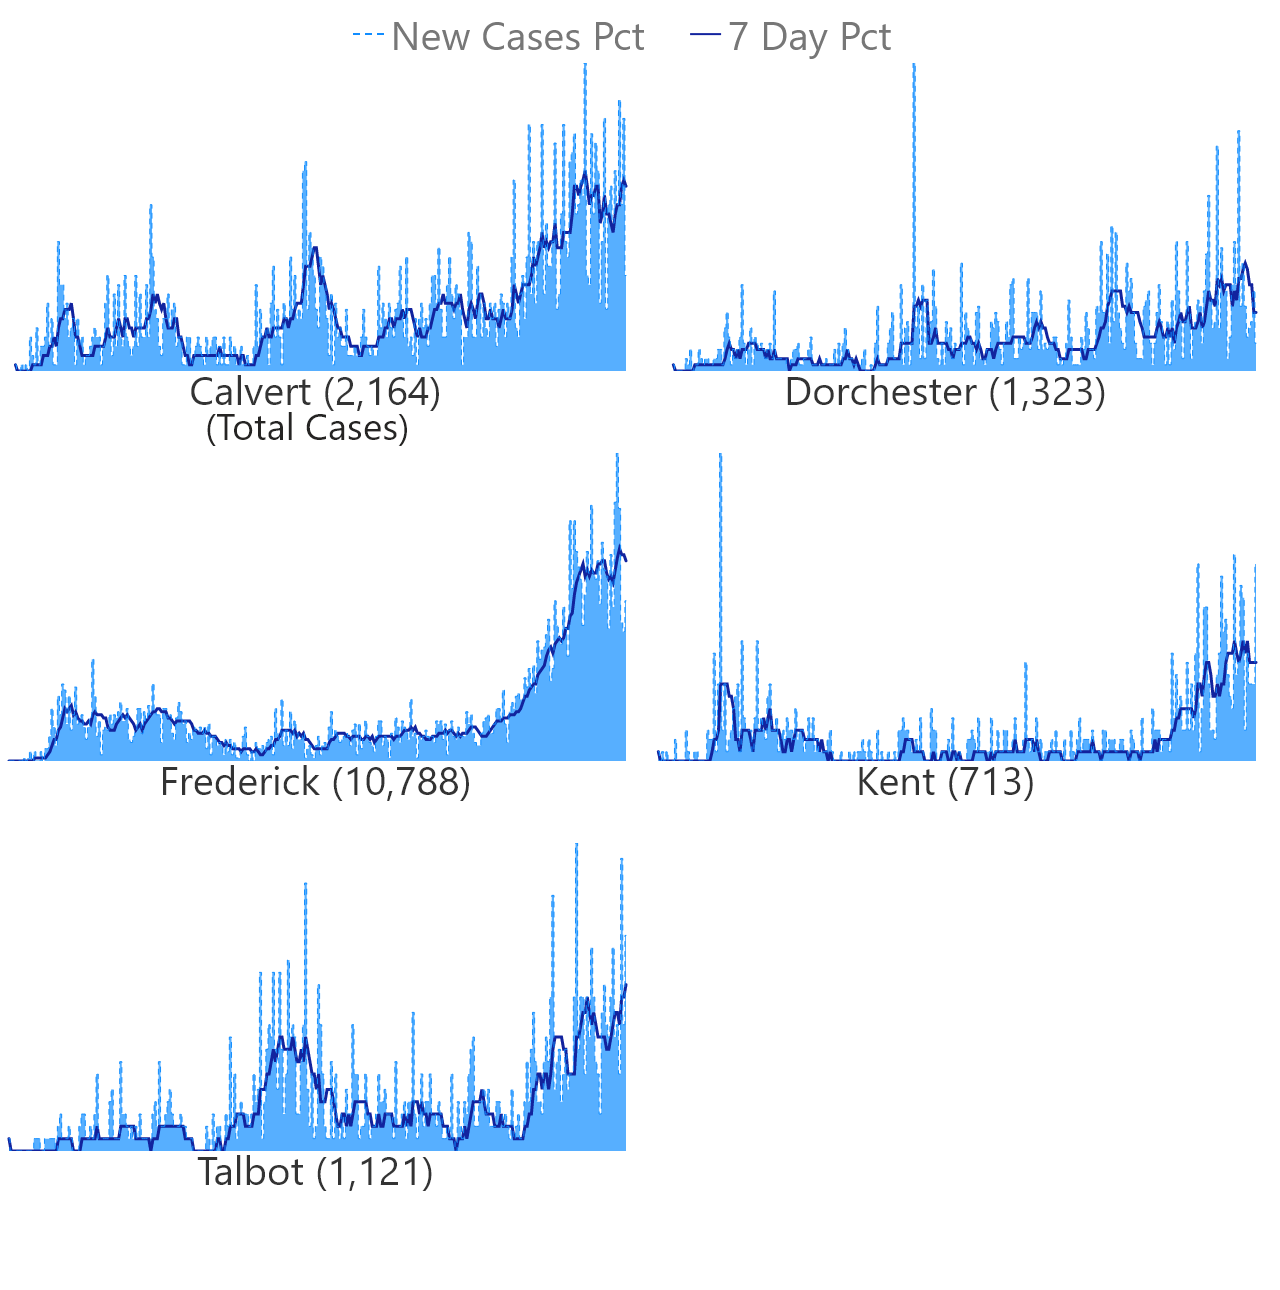 New Cases Pct 7 Day Pct
Calvert (2,164)
(Total Cases)
Dorchester (1,323)
Frederick (10,788)
Kent (713)
Talbot (1,121)